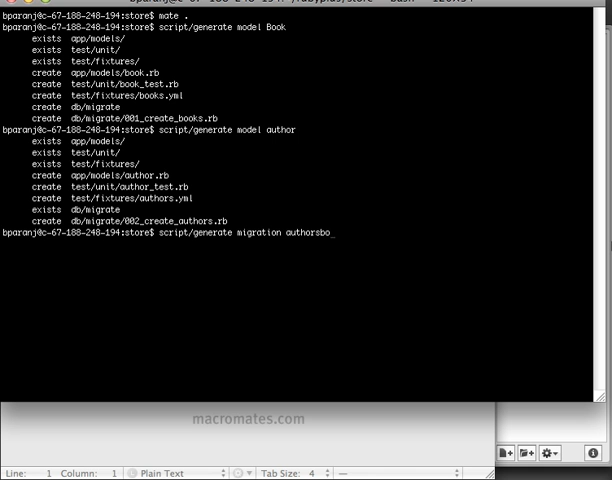 bparanj@c-67-188-248-194:store$ mate .
bparanj@c-67-188-248-194:store$ script/generate model Book
exists app/models/
exists test/unit/
exists test/fixtures/
create app/models/book.rb
create test/unit/book_test.rb
create test/fixtures/books.yml
create db/migrate
create db/migrate/001_create_books.rb
bparanj@c-67-188-248-194:store$ script/generate model author
exists app/models/
exists test/unit/
exists test/fixtures/
create app/models/author.rb
create test/unit/author_test.rb
create test/fixtures/authors.yml
exists db/migrate
create db/migrate/002_create_authors.rb
bparanj@c-67-188-248-194:store$ script/generate migration authorsbo_
macromates.com
Line: 1 Column: 1 Plain Text Tab Size: 4 —